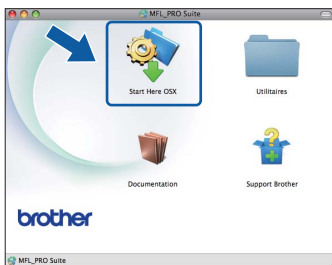 MFL_PRO Suite
Start Here OSX
Utilitaires
Documentation
Support Brother
brother
MFL_PRO Suite